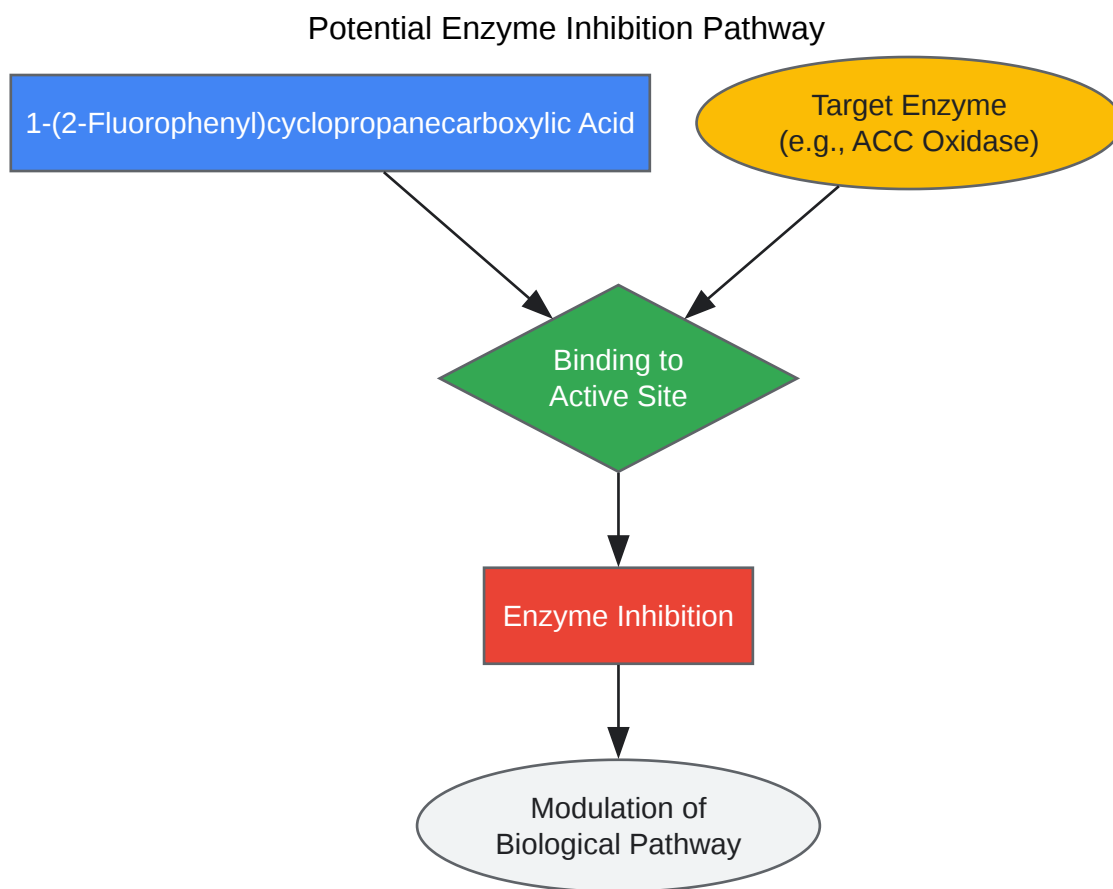 Potential Enzyme Inhibition Pathway
1-(2-Fluorophenyl)cyclopropanecarboxylic Acid
Target Enzyme
(e.g., ACC Oxidase)
Binding to
Active Site
Enzyme Inhibition
Modulation of
Biological Pathway